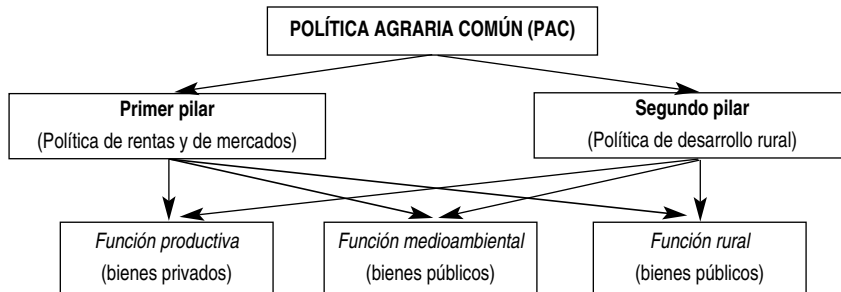 POLÍTICA AGRARIA COMÚN (PAC)
Primer pilar
(Política de rentas y de mercados)
Segundo pilar
(Política de desarrollo rural)
Función productiva
(bienes privados)
Función medioambiental
(bienes públicos)
Función rural
(bienes públicos)